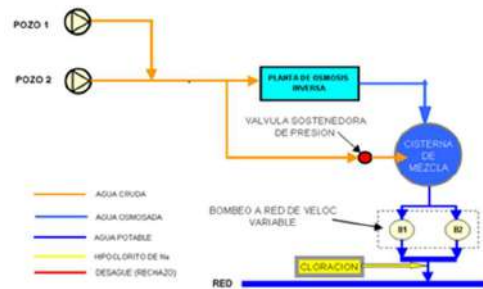 POZO 1
POZO 2
PLANTA DE OSMOSIS
INVERSA
VALVULA SOSTENEDORA
DE PRESION
CISTERNA
DE
MEZCLA
AGUA CRUDA
AGUA OSMOSADA
AGUA POTABLE
HIPOCLORITO DE Na
DESAGUE (RECHAZO)
BOMBEO A RED DE VELOC
VARIABLE
B1
B2
CLORACION
RED